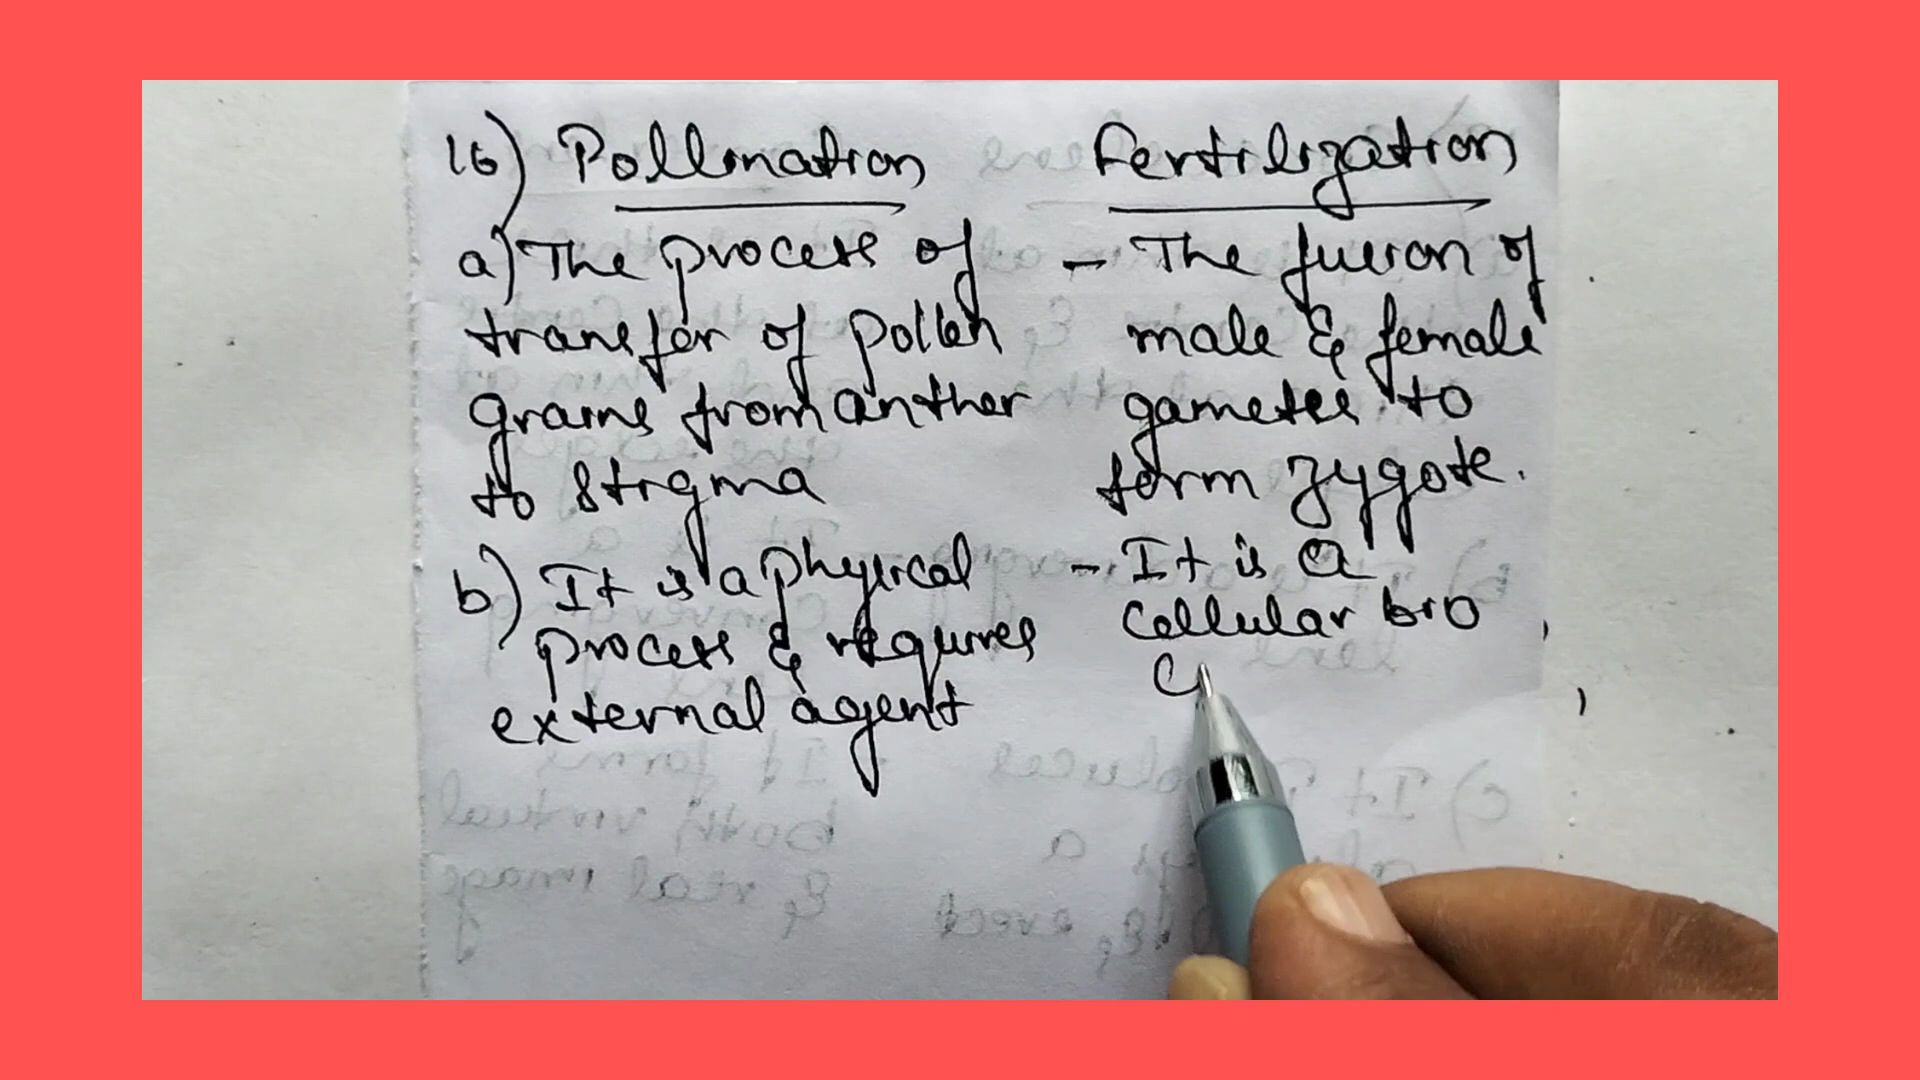 16) Pollination Fertilization
a) The process of - The fusion of
transfer of pollen male & female
grains from anther gametes to
to stigma form zygote.
b) It is a physical - It is a
process & requires cellular bio
external agent C